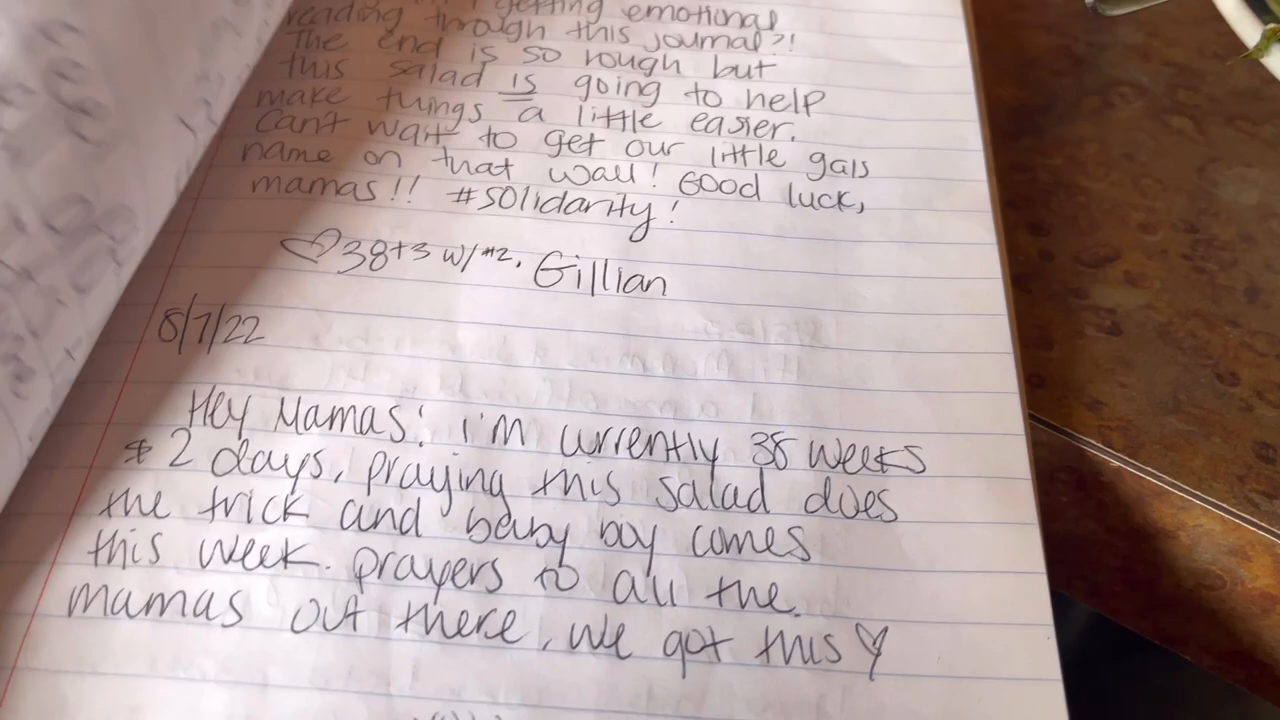 getting emotional
reading through this journal?!
The end is so rough but
this salad is going to help
make things a little easier.
Can't wait to get our little gals
name on that wall! Good luck,
mamas!! #solidarity!
♡38+3 w/ #2. Gillian
8/7/22
Hey Mamas! I'm currently 38 weeks
& 2 days, praying this salad does
the trick and baby boy comes
this week. prayers to all the
mamas out there, we got this ♡